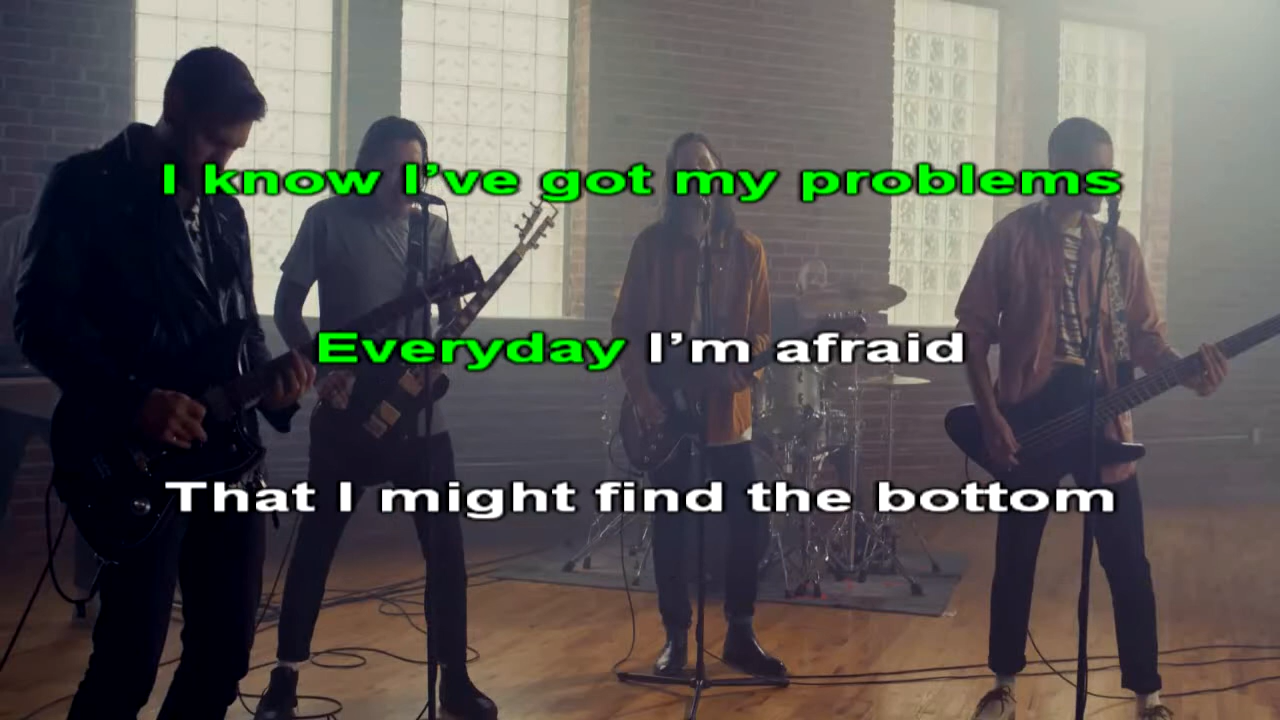 I know I’ve got my problems
Everyday I’m afraid
That I might find the bottom